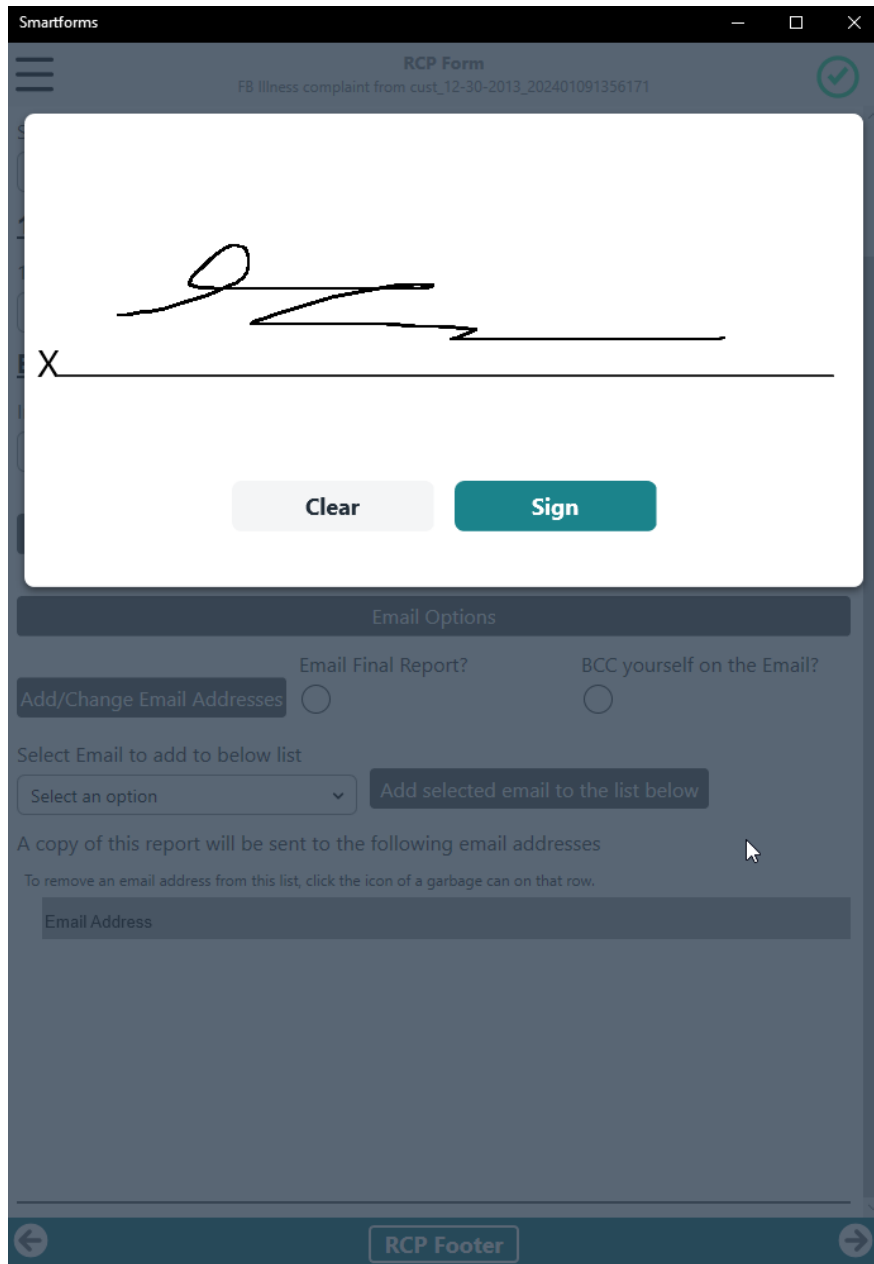 Smartforms
RCP Form
FB Illness complaint from cust_12-30-2013_202401091356171
X
Clear
Sign
Email Options
Email Final Report?
BCC yourself on the Email?
Add/Change Email Addresses
Select Email to add to below list
Select an option
Add selected email to the list below
A copy of this report will be sent to the following email addresses
To remove an email address from this list, click the icon of a garbage can on that row.
Email Address
RCP Footer